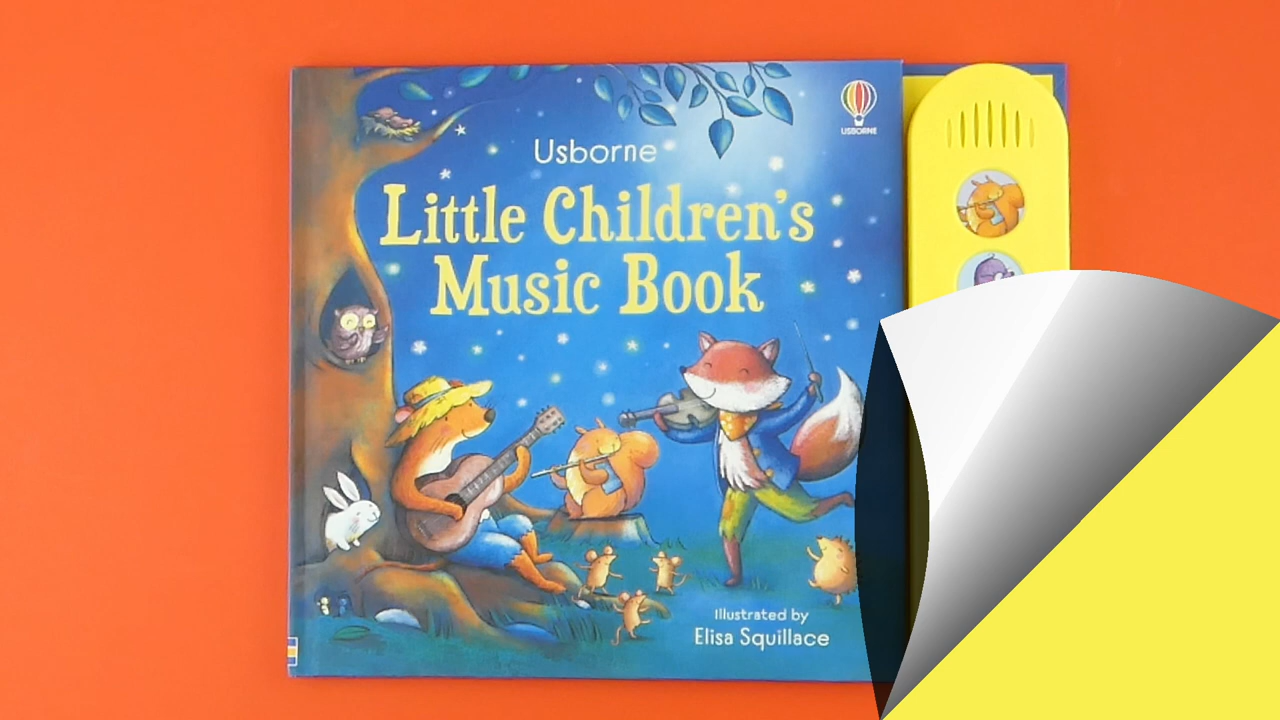 USBORNE
Usborne
Little Children's
Music Book
Illustrated by
Elisa Squillace